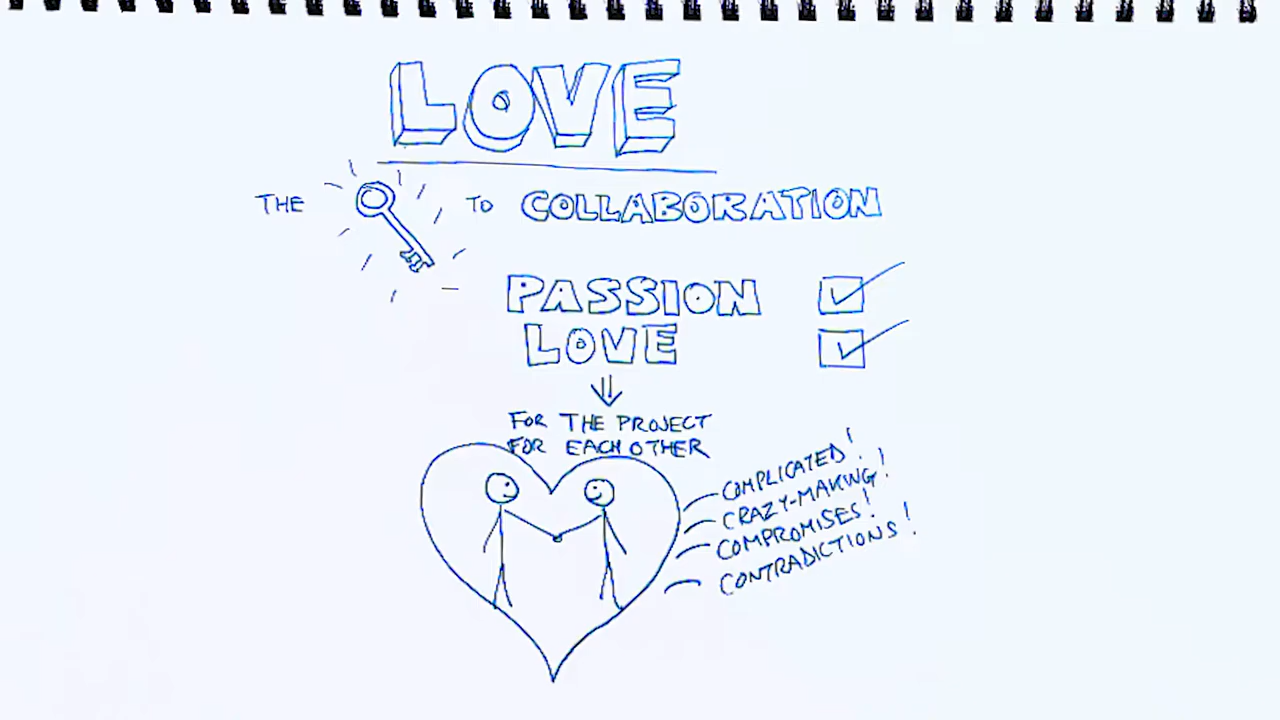 LOVE
THE TO COLLABORATION
PASSION
LOVE
FOR THE PROJECT
FOR EACH OTHER
COMPLICATED!
CRAZY-MAKING!
COMPROMISES!
CONTRADICTIONS!